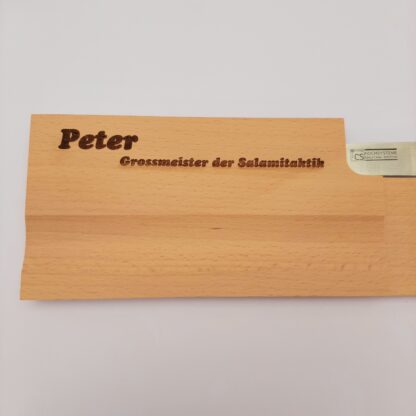 Peter
Grossmeister der Salamitaktik
CS